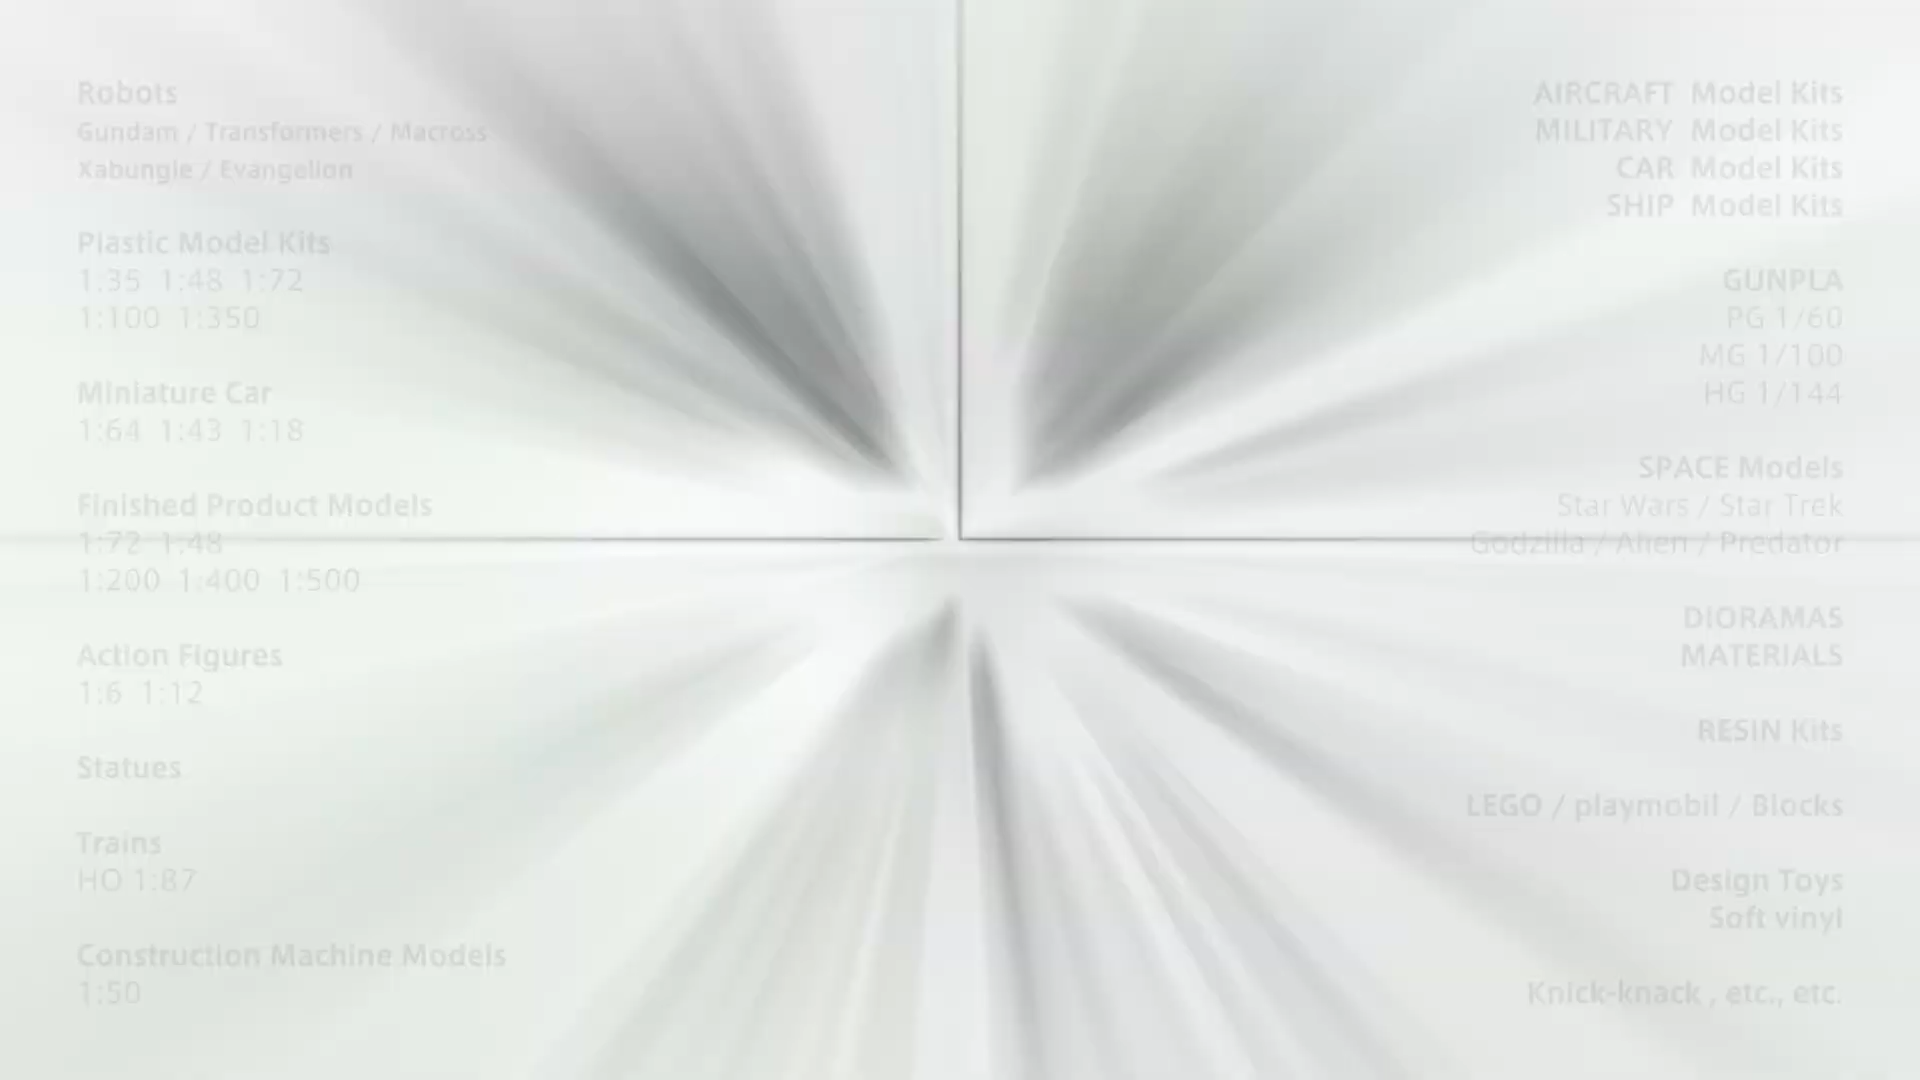 Robots
Gundam / Transformers / Macross
Xabungle / Evangelion
Plastic Model Kits
1:35 1:48 1:72
1:100 1:350
Miniature Car
1:64 1:43 1:18
Finished Product Models
1:72 1:48
1:200 1:400 1:500
Action Figures
1:6 1:12
Statues
Trains
HO 1:87
Construction Machine Models
1:50
AIRCRAFT Model Kits
MILITARY Model Kits
CAR Model Kits
SHIP Model Kits
GUNPLA
PG 1/60
MG 1/100
HG 1/144
SPACE Models
Star Wars / Star Trek
Godzilla / Alien / Predator
DIORAMAS
MATERIALS
RESIN Kits
LEGO / playmobil / Blocks
Design Toys
Soft vinyl
Knick-knack , etc., etc.